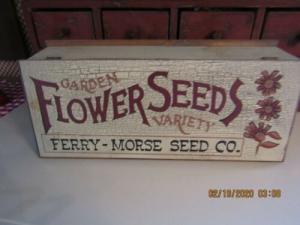 GARDEN
FLOWER SEEDS
VARIETY
FERRY-MORSE SEED CO.
02/19/2020 03:08